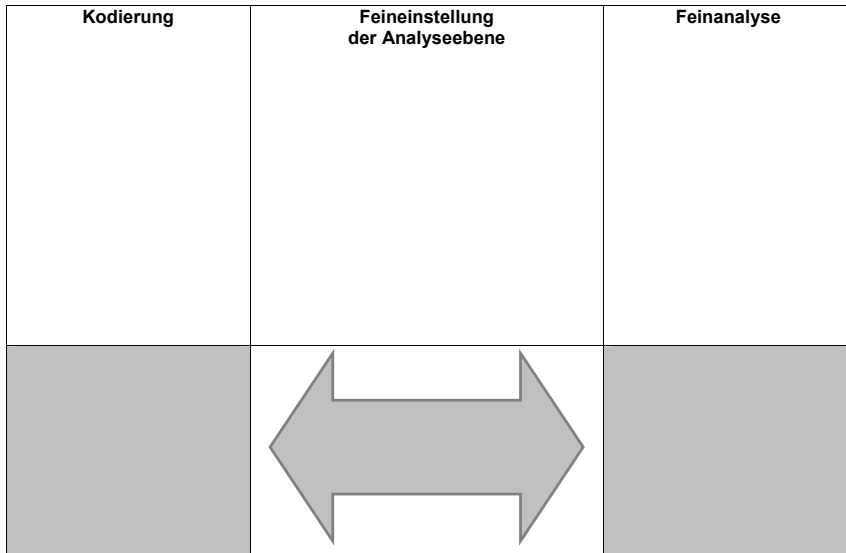 Kodierung
Feineinstellung
der Analyseebene
Feinanalyse